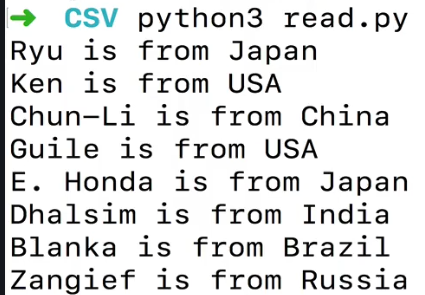 ➜ CSV python3 read.py
Ryu is from Japan
Ken is from USA
Chun-Li is from China
Guile is from USA
E. Honda is from Japan
Dhalsim is from India
Blanka is from Brazil
Zangief is from Russia